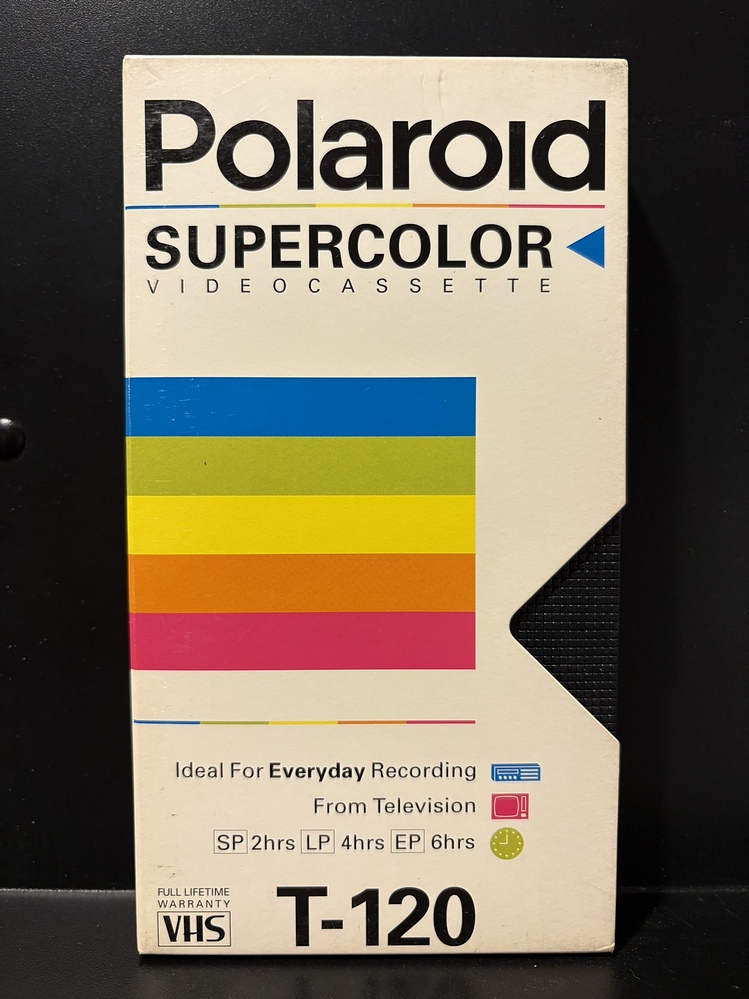 Polaroid
SUPERCOLOR
VIDEOCASSETTE
Ideal For Everyday Recording
From Television
SP 2hrs LP 4hrs EP 6hrs
FULL LIFETIME
WARRANTY
VHS
T-120